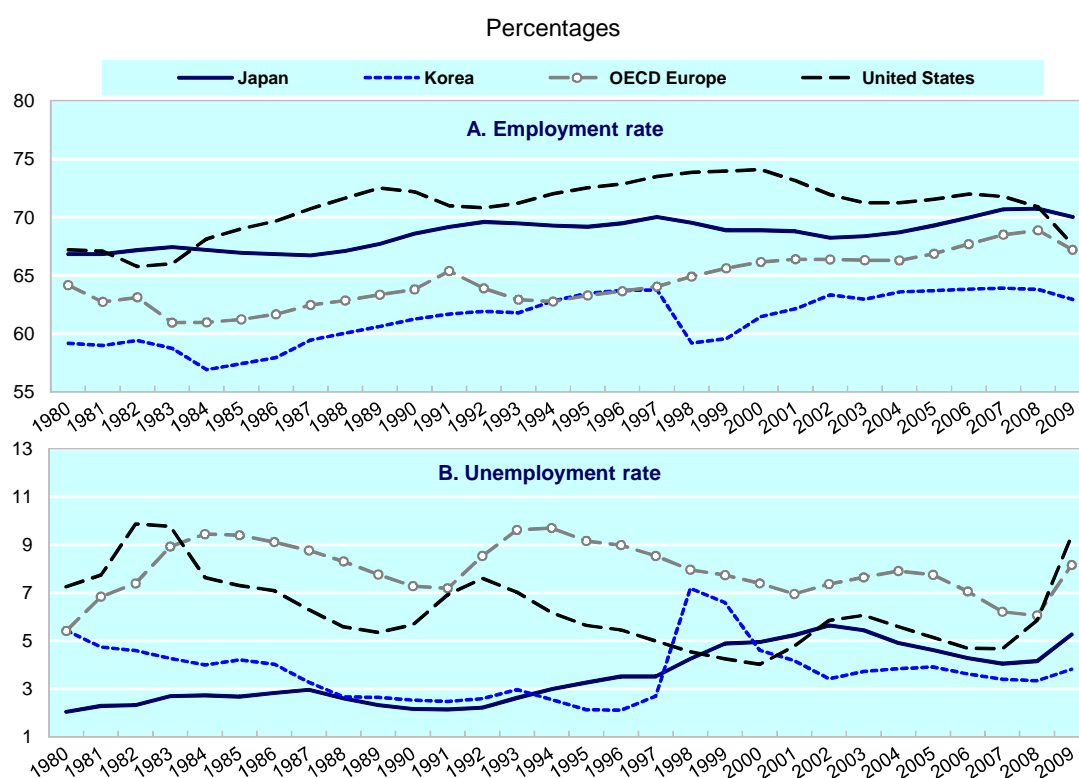 Percentages
Japan Korea OECD Europe United States
A. Employment rate
80
75
70
65
60
55
1980 1981 1982 1983 1984 1985 1986 1987 1988 1989 1990 1991 1992 1993 1994 1995 1996 1997 1998 1999 2000 2001 2002 2003 2004 2005 2006 2007 2008 2009
B. Unemployment rate
13
11
9
7
5
3
1
1980 1981 1982 1983 1984 1985 1986 1987 1988 1989 1990 1991 1992 1993 1994 1995 1996 1997 1998 1999 2000 2001 2002 2003 2004 2005 2006 2007 2008 2009